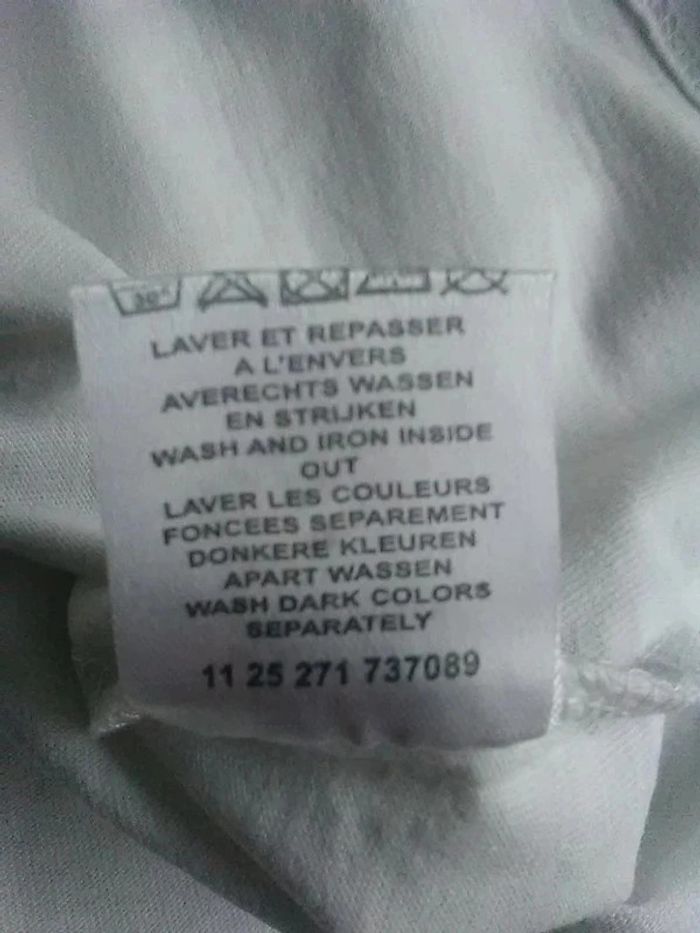 30°
LAVER ET REPASSER
A L'ENVERS
AVERECHTS WASSEN
EN STRIJKEN
WASH AND IRON INSIDE
OUT
LAVER LES COULEURS
FONCEES SEPAREMENT
DONKERE KLEUREN
APART WASSEN
WASH DARK COLORS
SEPARATELY
11 25 271 737089